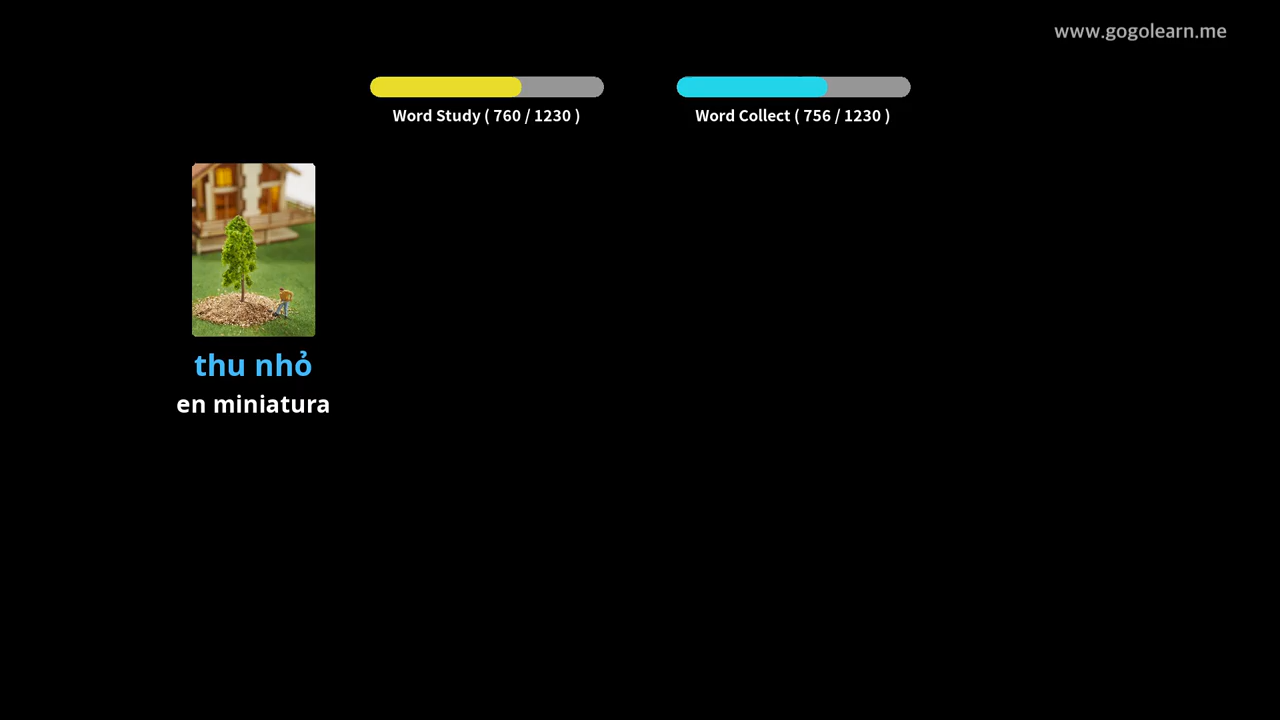 www.gogolearn.me
Word Study ( 760 / 1230 )
Word Collect ( 756 / 1230 )
thu nhỏ
en miniatura